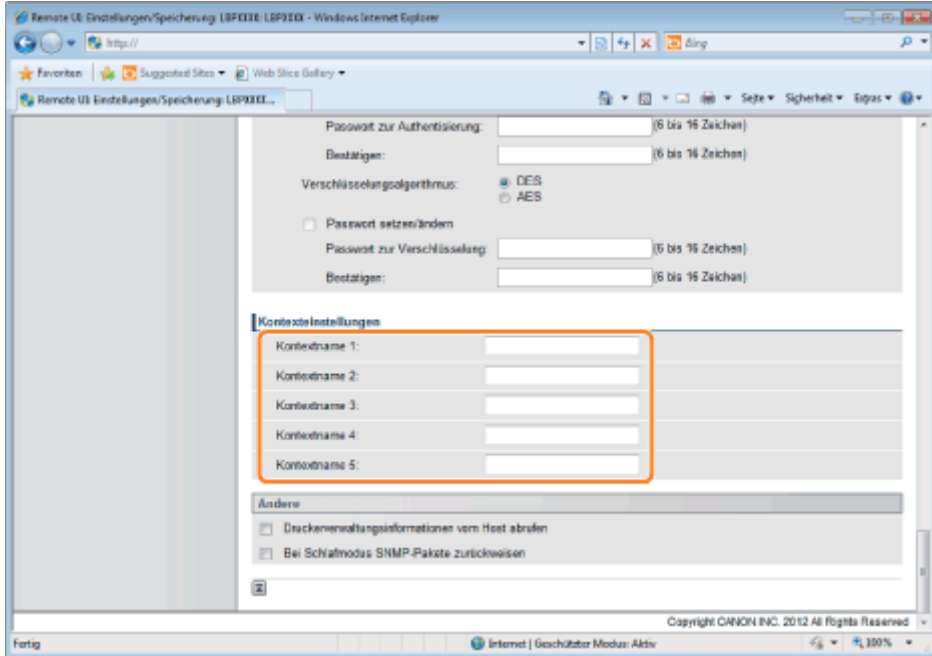 Remote UI: Einstellungen/Speicherung: LBPXXXX: LBPXXXX - Windows Internet Explorer
http://
Bing
Favoriten Suggested Sites Web Slice Gallery
Remote UI: Einstellungen/Speicherung: LBPXXXX...
Seite Sicherheit Extras
Passwort zur Authentisierung: (6 bis 16 Zeichen)
Bestätigen: (6 bis 16 Zeichen)
Verschlüsselungsalgorithmus: DES
AES
Passwort setzen/ändern
Passwort zur Verschlüsselung: (6 bis 16 Zeichen)
Bestätigen: (6 bis 16 Zeichen)
Kontexteinstellungen
Kontextname 1:
Kontextname 2:
Kontextname 3:
Kontextname 4:
Kontextname 5:
Andere
Druckerverwaltungsinformationen vom Host abrufen
Bei Schlafmodus SNMP-Pakete zurückweisen
Copyright CANON INC. 2012 All Rights Reserved
Fertig Internet | Geschützter Modus: Aktiv 100%